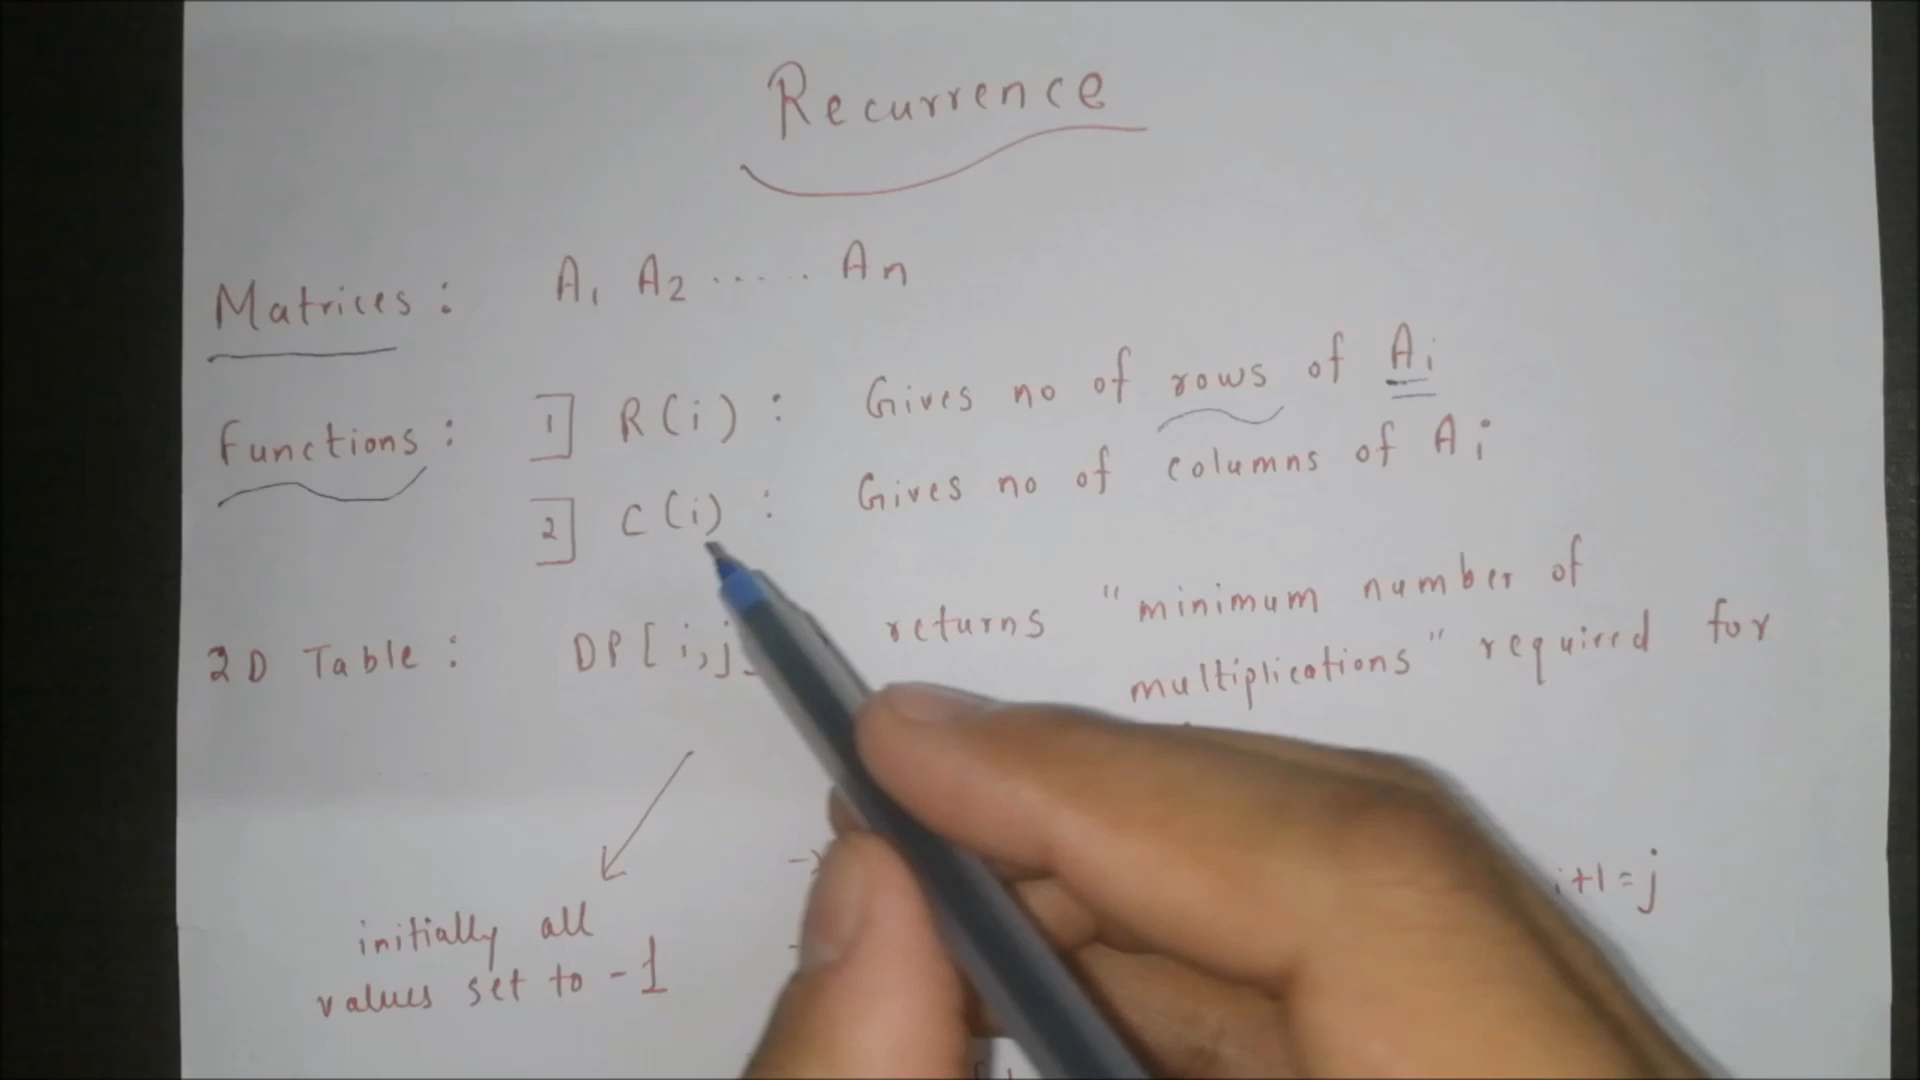 Recurrence
Matrices : A1 A2 ..... An
Functions : 1] R(i) : Gives no of rows of Ai
2] C(i) : Gives no of columns of Ai
2D Table : DP[i,j] returns "minimum number of
multiplications" required for
i+1=j
initially all
values set to -1